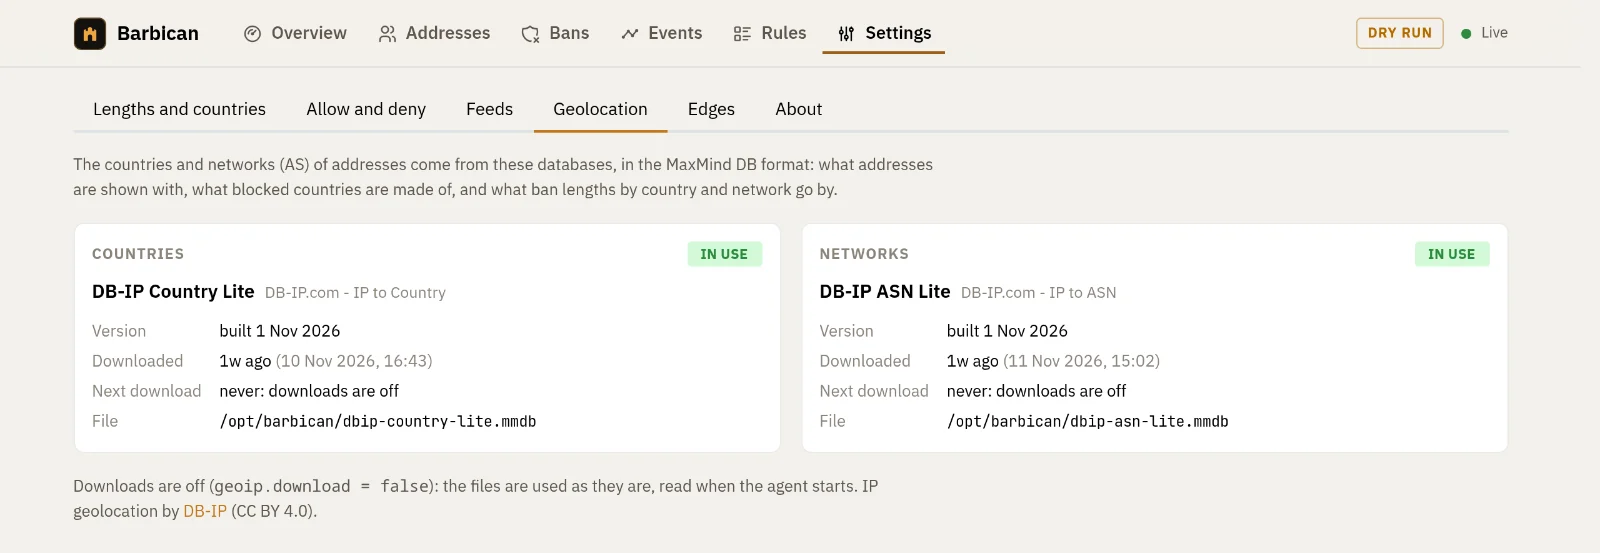 Barbican
Overview
Addresses
Bans
Events
Rules
Settings
DRY RUN
Live
Lengths and countries
Allow and deny
Feeds
Geolocation
Edges
About
The countries and networks (AS) of addresses come from these databases, in the MaxMind DB format: what addresses
are shown with, what blocked countries are made of, and what ban lengths by country and network go by.
COUNTRIES
IN USE
DB-IP Country Lite DB-IP.com - IP to Country
Version built 1 Nov 2026
Downloaded 1w ago (10 Nov 2026, 16:43)
Next download never: downloads are off
File /opt/barbican/dbip-country-lite.mmdb
NETWORKS
IN USE
DB-IP ASN Lite DB-IP.com - IP to ASN
Version built 1 Nov 2026
Downloaded 1w ago (11 Nov 2026, 15:02)
Next download never: downloads are off
File /opt/barbican/dbip-asn-lite.mmdb
Downloads are off (geoip.download = false): the files are used as they are, read when the agent starts. IP
geolocation by DB-IP (CC BY 4.0).